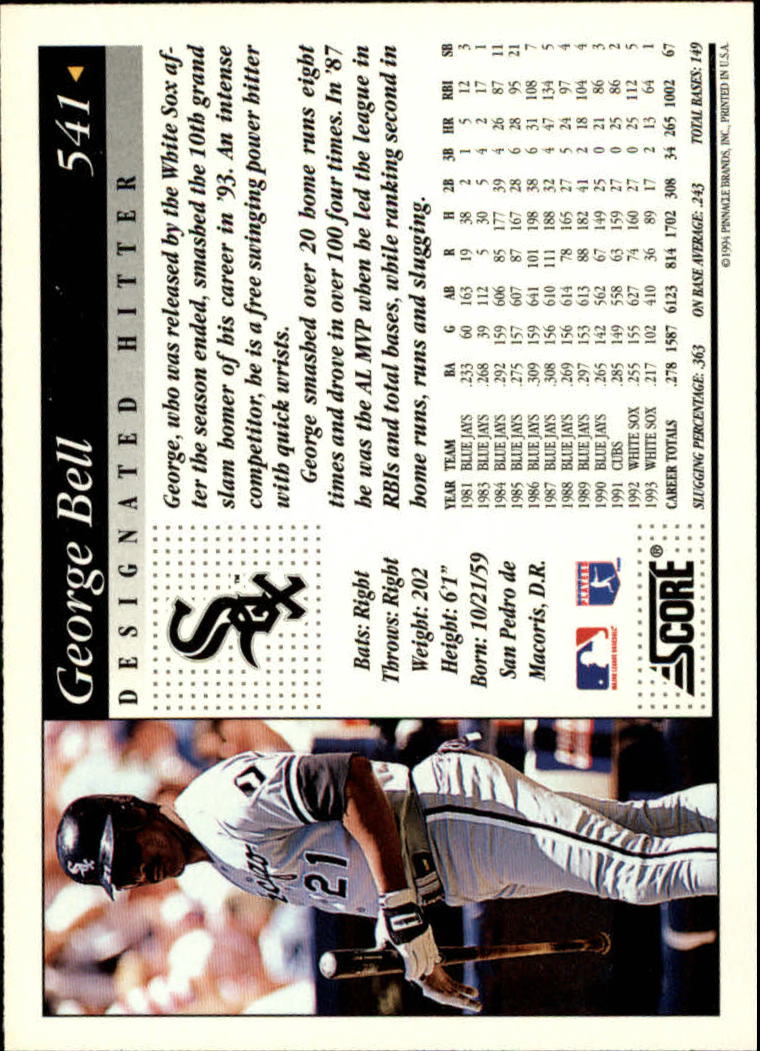 George Bell 541
DESIGNATED HITTER
Sox
™
Bats: Right
Throws: Right
Weight: 202
Height: 6'1"
Born: 10/21/59
San Pedro de
Macoris, D.R.
MAJOR LEAGUE BASEBALL
PLAYERS
SCORE®
George, who was released by the White Sox af-
ter the season ended, smashed the 10th grand
slam homer of his career in '93. An intense
competitor, he is a free swinging power hitter
with quick wrists.
George smashed over 20 home runs eight
times and drove in over 100 four times. In '87
he was the AL MVP when he led the league in
RBIs and total bases, while ranking second in
home runs, runs and slugging.
YEAR TEAM BA G AB R H 2B 3B HR RBI SB
1981 BLUE JAYS .233 60 163 19 38 2 1 5 12 3
1983 BLUE JAYS .268 39 112 5 30 5 4 2 17 1
1984 BLUE JAYS .292 159 606 85 177 39 4 26 87 11
1985 BLUE JAYS .275 157 607 87 167 28 6 28 95 21
1986 BLUE JAYS .309 159 641 101 198 38 6 31 108 7
1987 BLUE JAYS .308 156 610 111 188 32 4 47 134 5
1988 BLUE JAYS .269 156 614 78 165 27 5 24 97 4
1989 BLUE JAYS .297 153 613 88 182 41 2 18 104 4
1990 BLUE JAYS .265 142 562 67 149 25 0 21 86 3
1991 CUBS .285 149 558 63 159 27 0 25 86 2
1992 WHITE SOX .255 155 627 74 160 27 0 25 112 5
1993 WHITE SOX .217 102 410 36 89 17 2 13 64 1
CAREER TOTALS .278 1587 6123 814 1702 308 34 265 1002 67
SLUGGING PERCENTAGE: .363 ON BASE AVERAGE: .243 TOTAL BASES: 149
©1994 PINNACLE BRANDS, INC., PRINTED IN U.S.A.
Sox
21